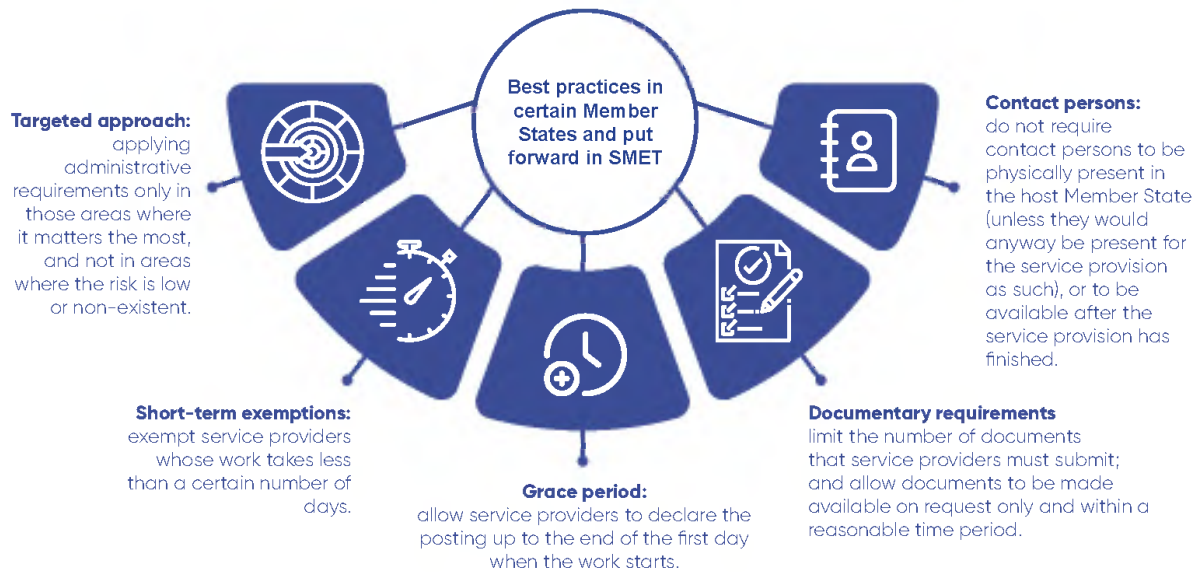 Best practices in
certain Member
States and put
forward in SMET
Targeted approach:
applying
administrative
requirements only in
those areas where
it matters the most,
and not in areas
where the risk is low
or non-existent.
Short-term exemptions:
exempt service providers
whose work takes less
than a certain number of
days.
Grace period:
allow service providers to declare the
posting up to the end of the first day
when the work starts.
Documentary requirements
limit the number of documents
that service providers must submit;
and allow documents to be made
available on request only and within a
reasonable time period.
Contact persons:
do not require
contact persons to be
physically present in
the host Member State
(unless they would
anyway be present for
the service provision
as such), or to be
available after the
service provision has
finished.